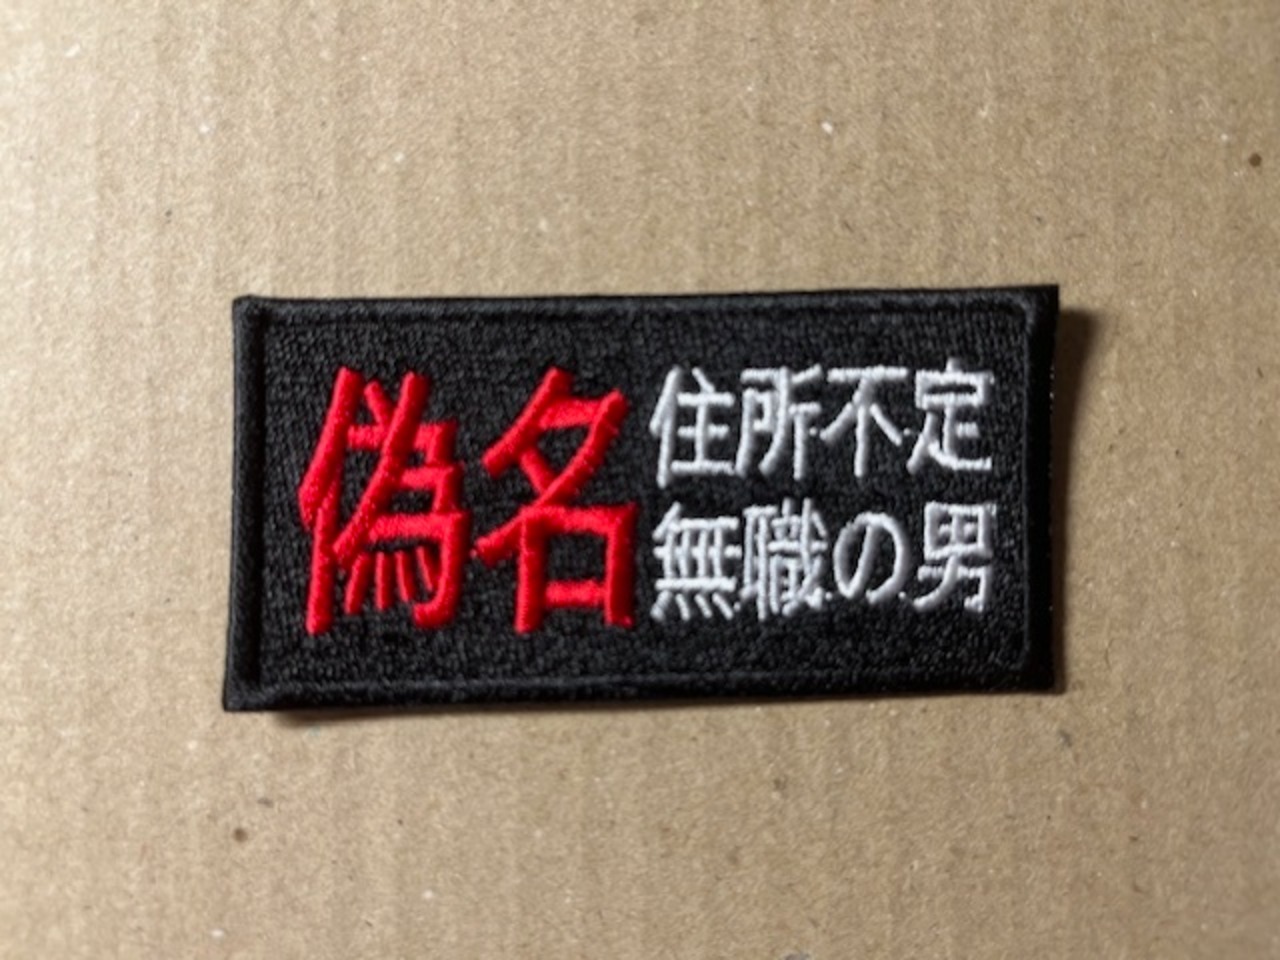 偽名
住所不定
無職の男